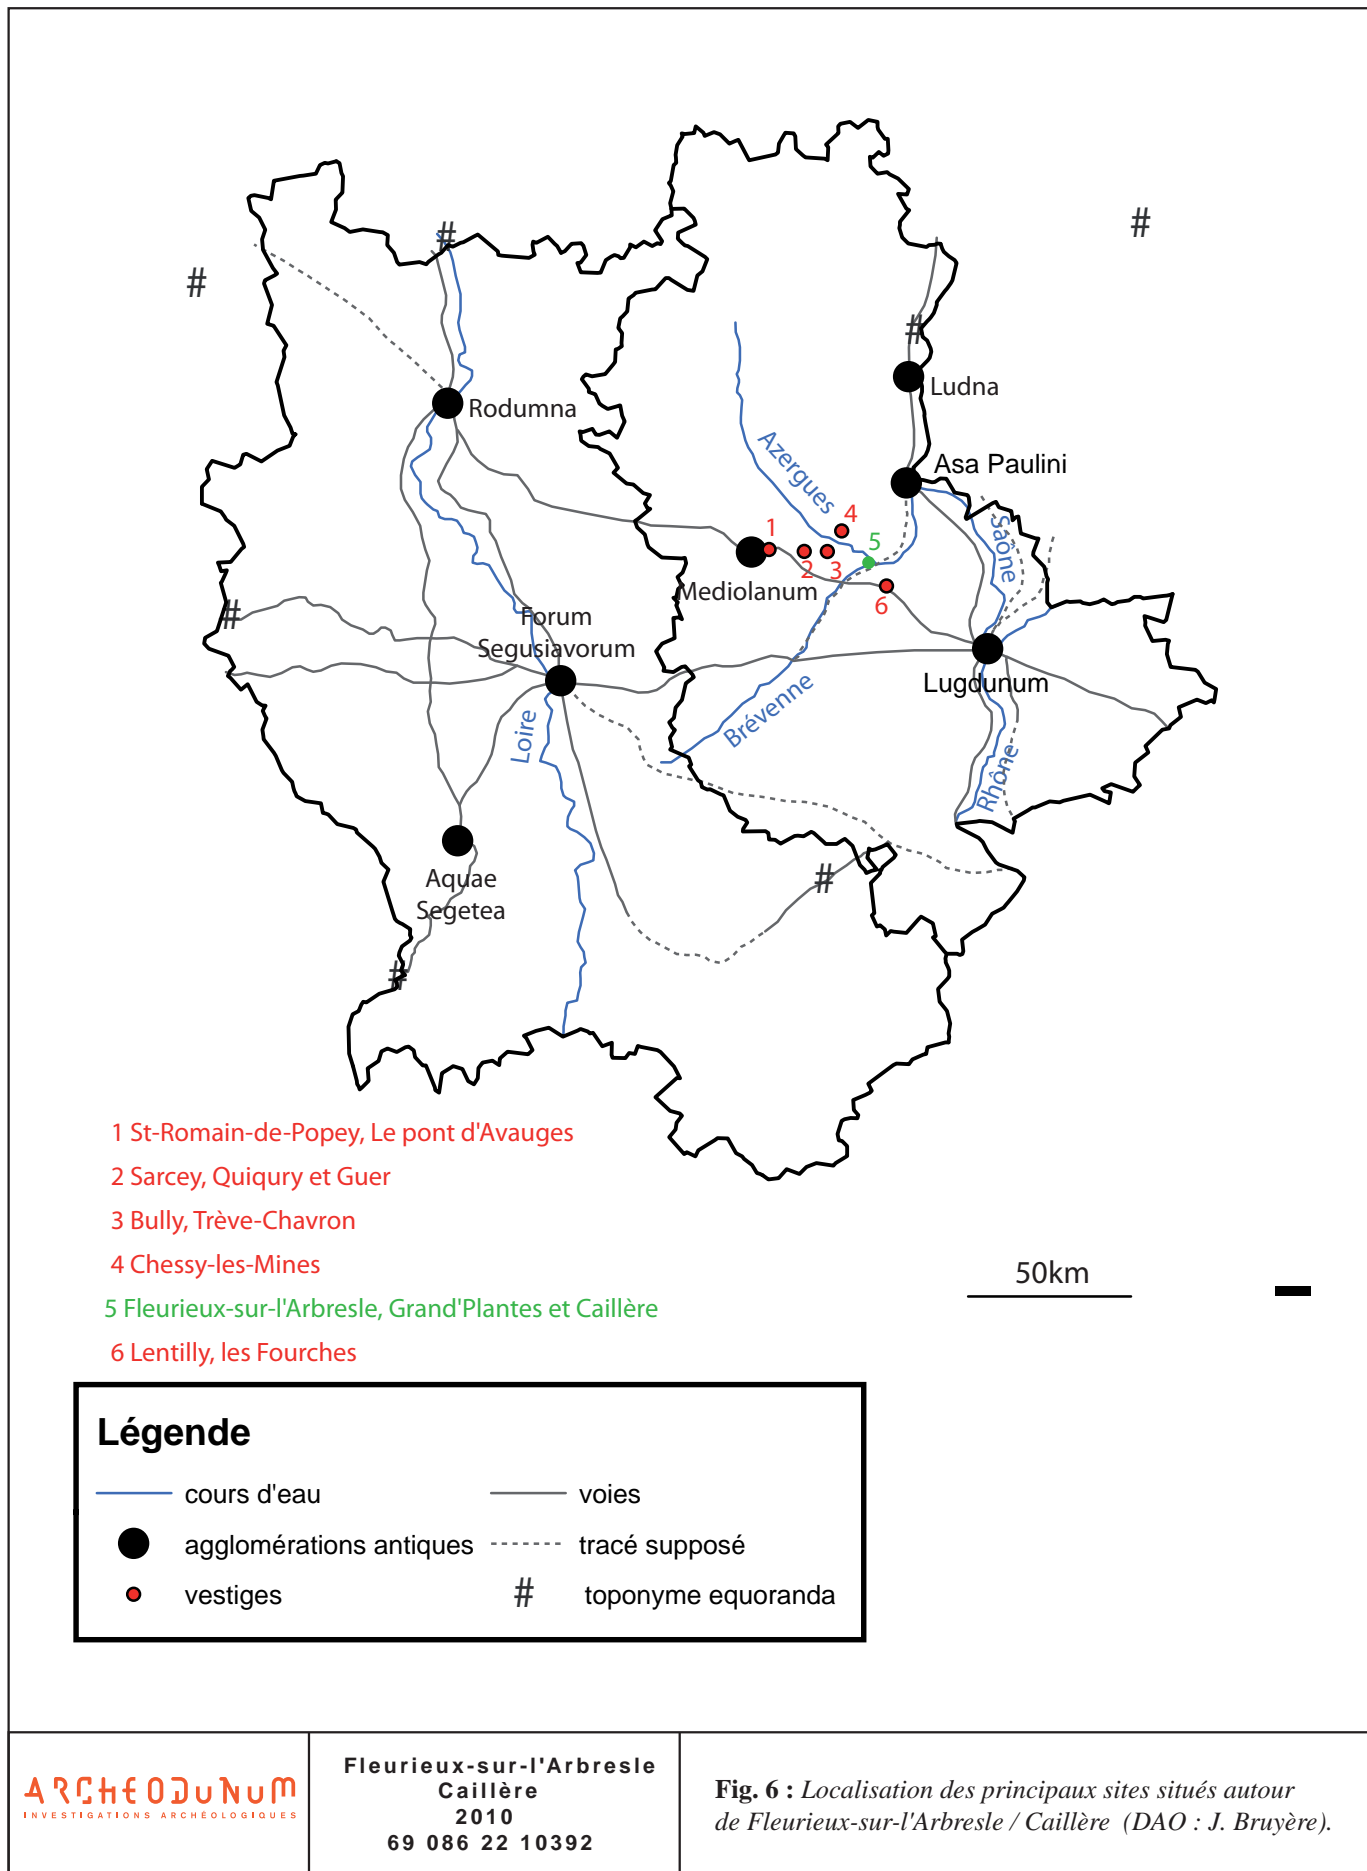 #
#
#
#
Ludna
Rodumna
Azergues
Asa Paulini
4
1
5
Saône
2
3
Mediolanum
6
#
Forum
Segusiavorum
Lugdunum
Brévenne
Loire
Rhône
#
Aquae
Segetea
#
1 St-Romain-de-Popey, Le pont d'Avauges
2 Sarcey, Quiqury et Guer
3 Bully, Trève-Chavron
4 Chessy-les-Mines
5 Fleurieux-sur-l'Arbresle, Grand'Plantes et Caillère
6 Lentilly, les Fourches
50km
Légende
cours d'eau
voies
agglomérations antiques
tracé supposé
vestiges
# toponyme equoranda
ARCHEODUNUM
INVESTIGATIONS ARCHÉOLOGIQUES
Fleurieux-sur-l'Arbresle
Caillère
2010
69 086 22 10392
Fig. 6 : Localisation des principaux sites situés autour
de Fleurieux-sur-l'Arbresle / Caillère (DAO : J. Bruyère).